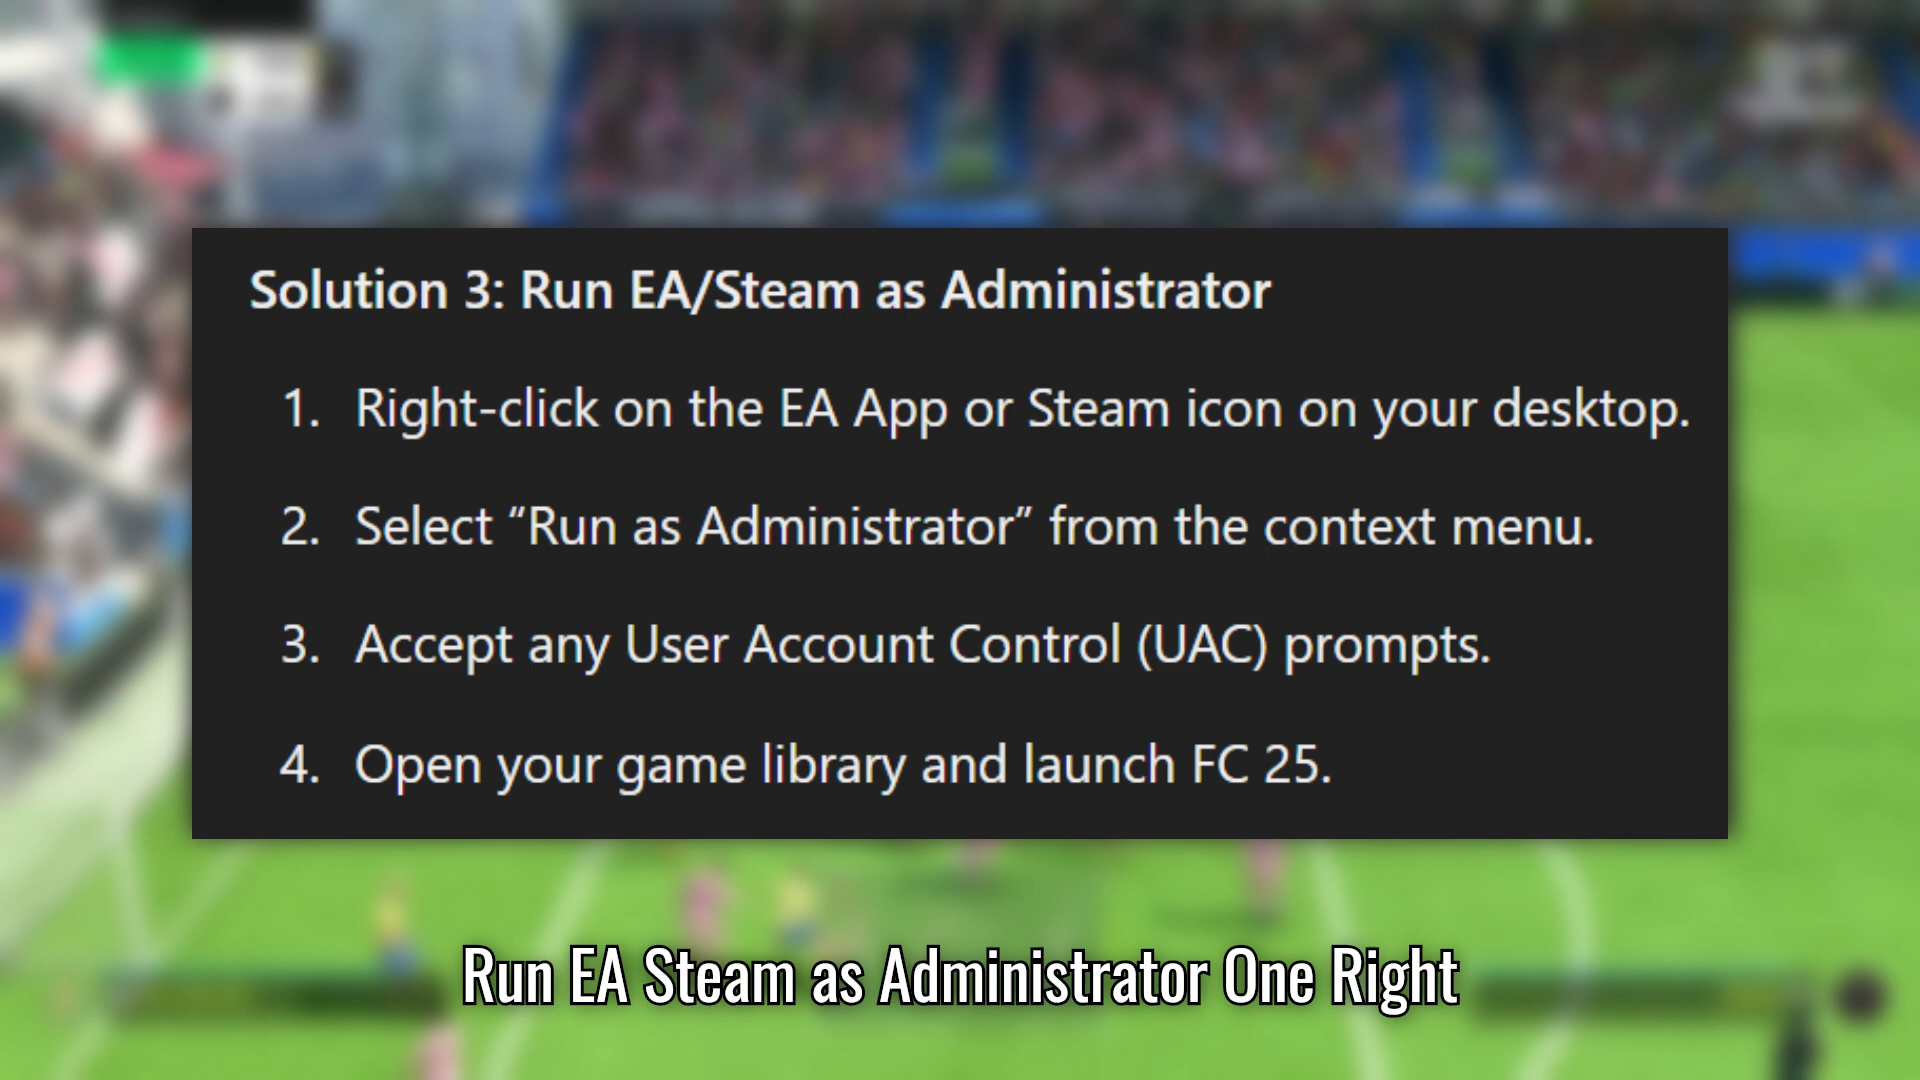 Solution 3: Run EA/Steam as Administrator
1. Right-click on the EA App or Steam icon on your desktop.
2. Select “Run as Administrator” from the context menu.
3. Accept any User Account Control (UAC) prompts.
4. Open your game library and launch FC 25.
Run EA Steam as Administrator One Right